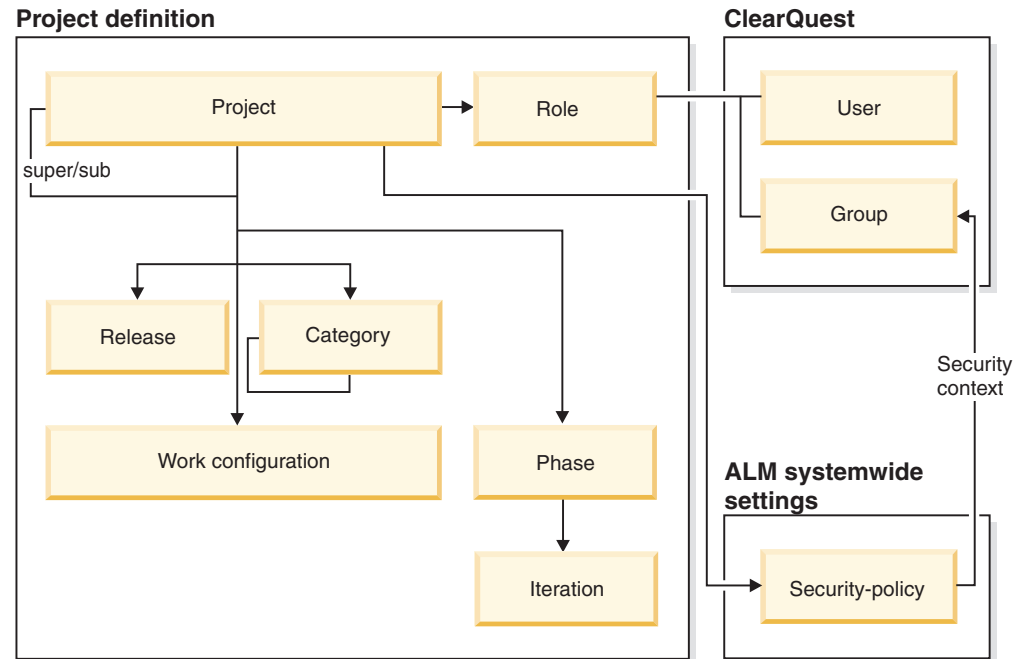 Project definition
ClearQuest
Project
Role
User
super/sub
Group
Release
Category
Security
context
Work configuration
Phase
ALM systemwide
settings
Iteration
Security-policy